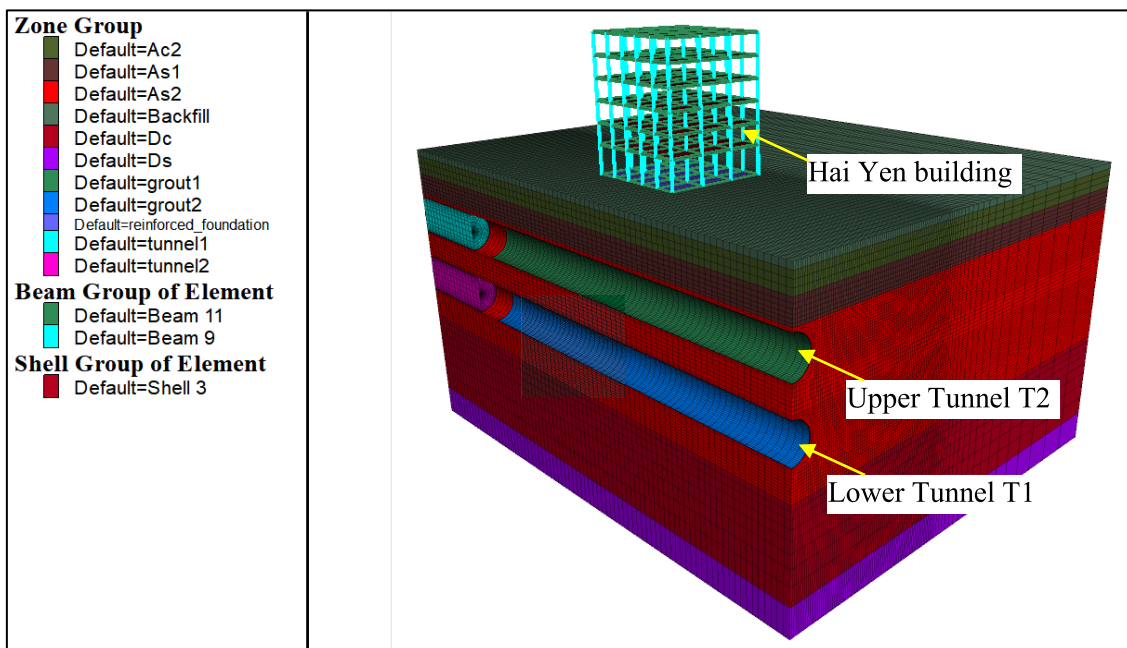 Zone Group
Default=Ac2
Default=As1
Default=As2
Default=Backfill
Default=Dc
Default=Ds
Default=grout1
Default=grout2
Default=reinforced_foundation
Default=tunnel1
Default=tunnel2
Beam Group of Element
Default=Beam 11
Default=Beam 9
Shell Group of Element
Default=Shell 3
Hai Yen building
Upper Tunnel T2
Lower Tunnel T1